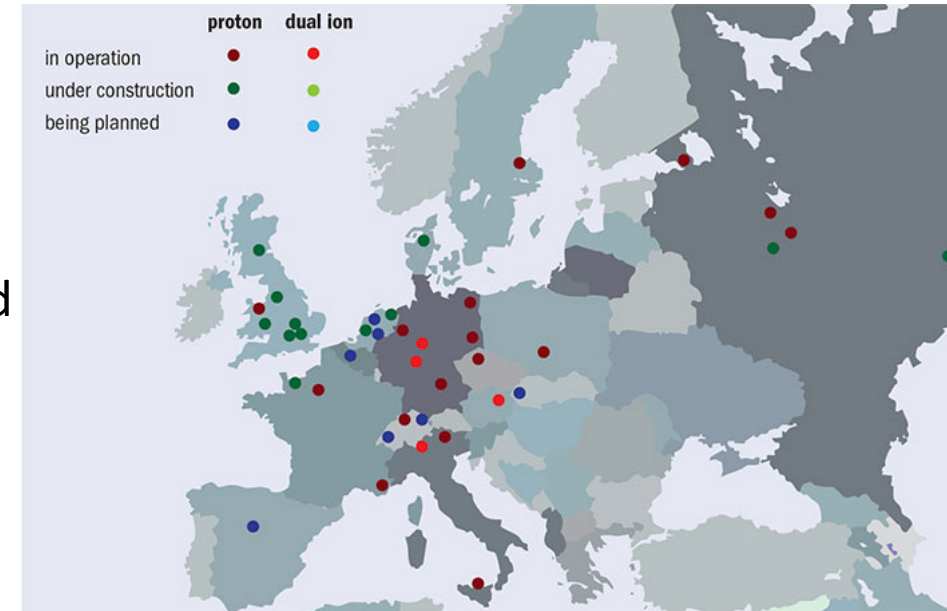 proton dual ion
in operation
under construction
being planned
d